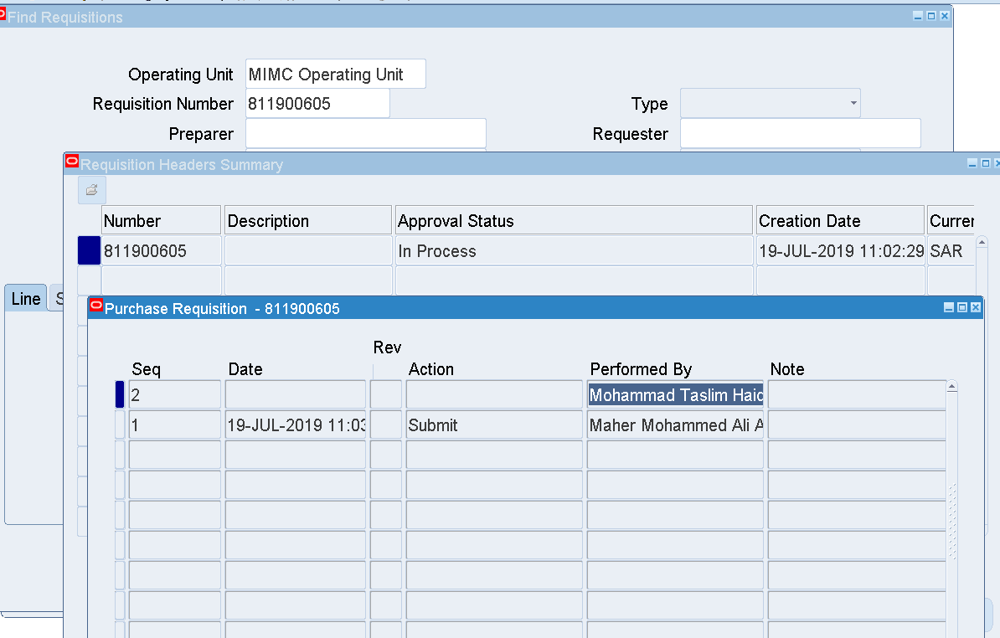 Find Requisitions
Operating Unit MIMC Operating Unit
Requisition Number 811900605 Type
Preparer Requester
Requisition Headers Summary
Number Description Approval Status Creation Date Curren
811900605 In Process 19-JUL-2019 11:02:29 SAR
Line S
Purchase Requisition - 811900605
Rev
Seq Date Action Performed By Note
2 Mohammad Taslim Haid
1 19-JUL-2019 11:03 Submit Maher Mohammed Ali A